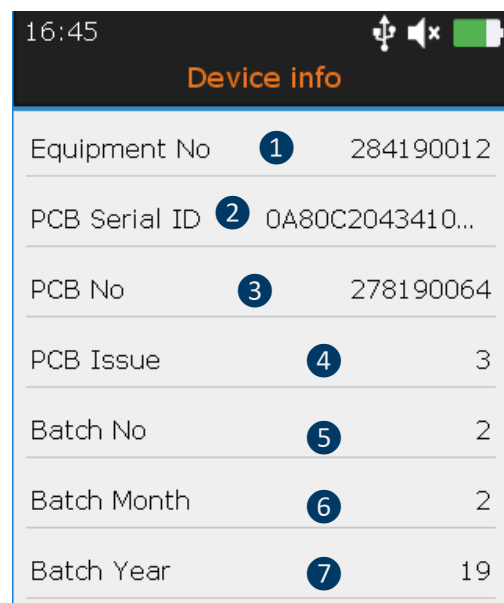 16:45
Device info
Equipment No 1 284190012
PCB Serial ID 2 0A80C2043410...
PCB No 3 278190064
PCB Issue 4 3
Batch No 5 2
Batch Month 6 2
Batch Year 7 19